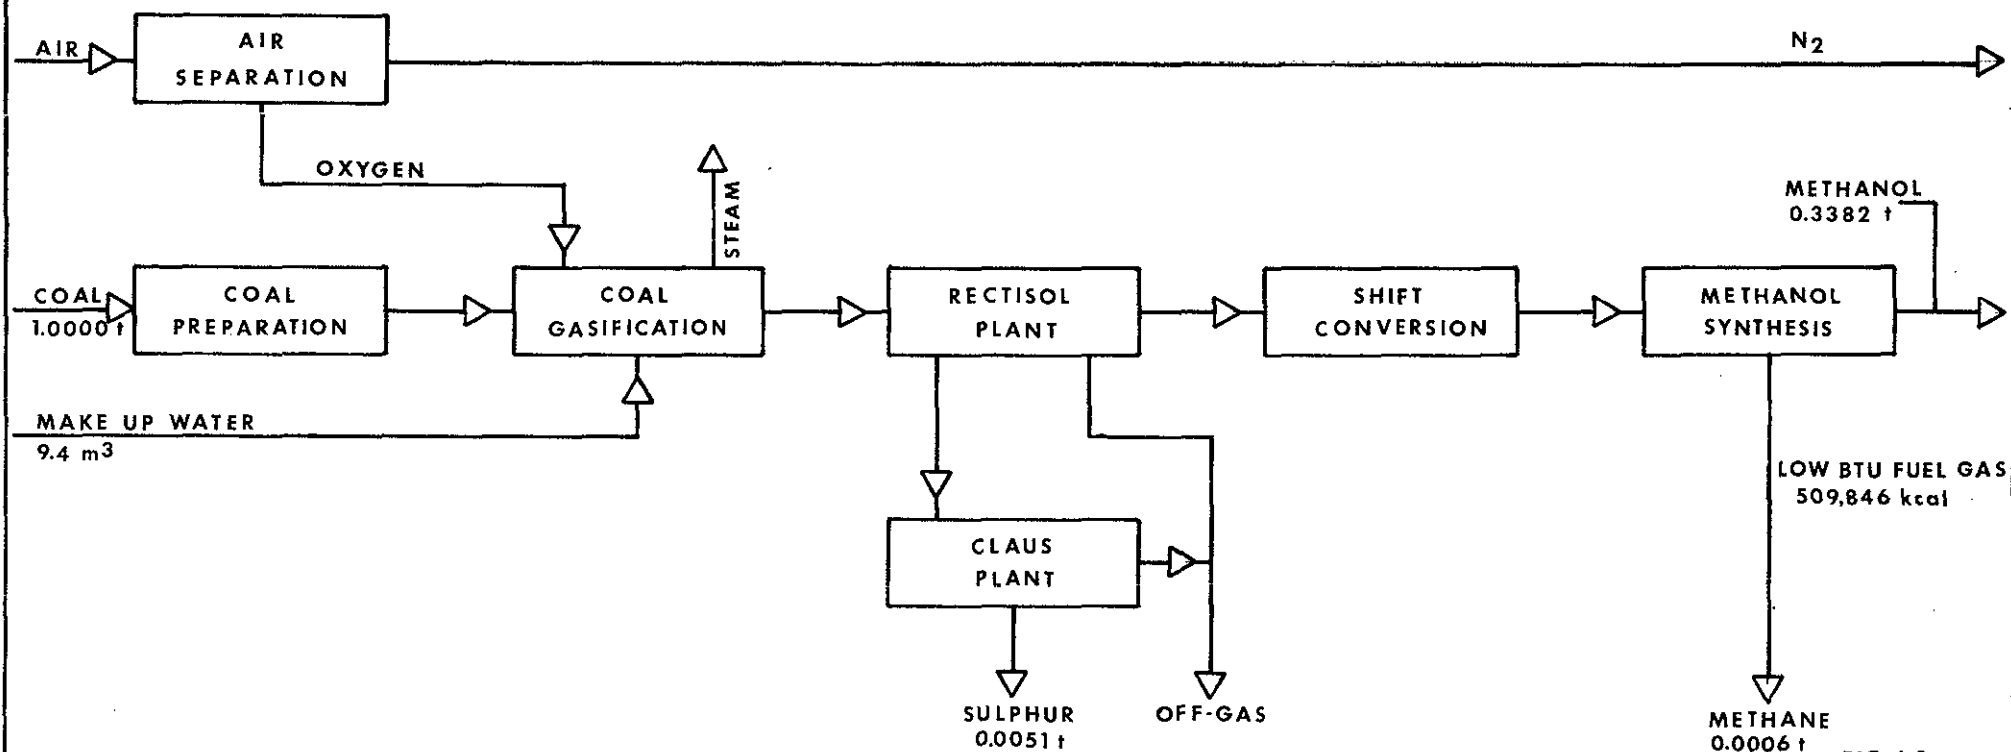 AIR
AIR
SEPARATION
N2
OXYGEN
STEAM
METHANOL
0.3382 t
COAL
1.0000 t
COAL
PREPARATION
COAL
GASIFICATION
RECTISOL
PLANT
SHIFT
CONVERSION
METHANOL
SYNTHESIS
MAKE UP WATER
9.4 m3
LOW BTU FUEL GAS
509,846 kcal
CLAUS
PLANT
SULPHUR
0.0051 t
OFF-GAS
METHANE
0.0006 t